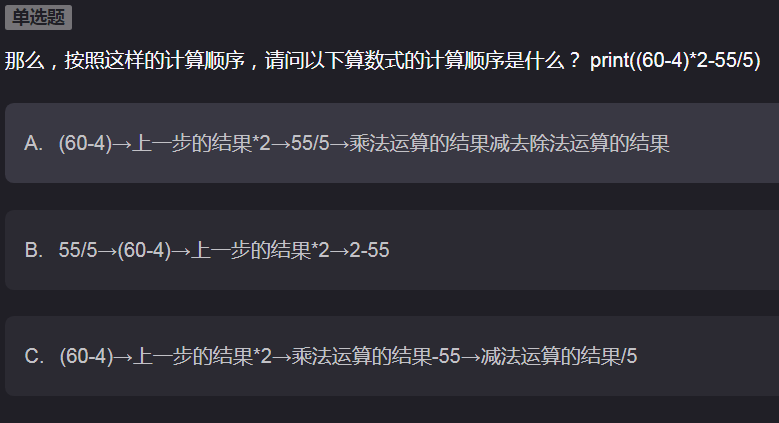 单选题
那么，按照这样的计算顺序，请问以下算数式的计算顺序是什么？ print((60-4)*2-55/5)
A. (60-4)→上一步的结果*2→55/5→乘法运算的结果减去除法运算的结果
B. 55/5→(60-4)→上一步的结果*2→2-55
C. (60-4)→上一步的结果*2→乘法运算的结果-55→减法运算的结果/5